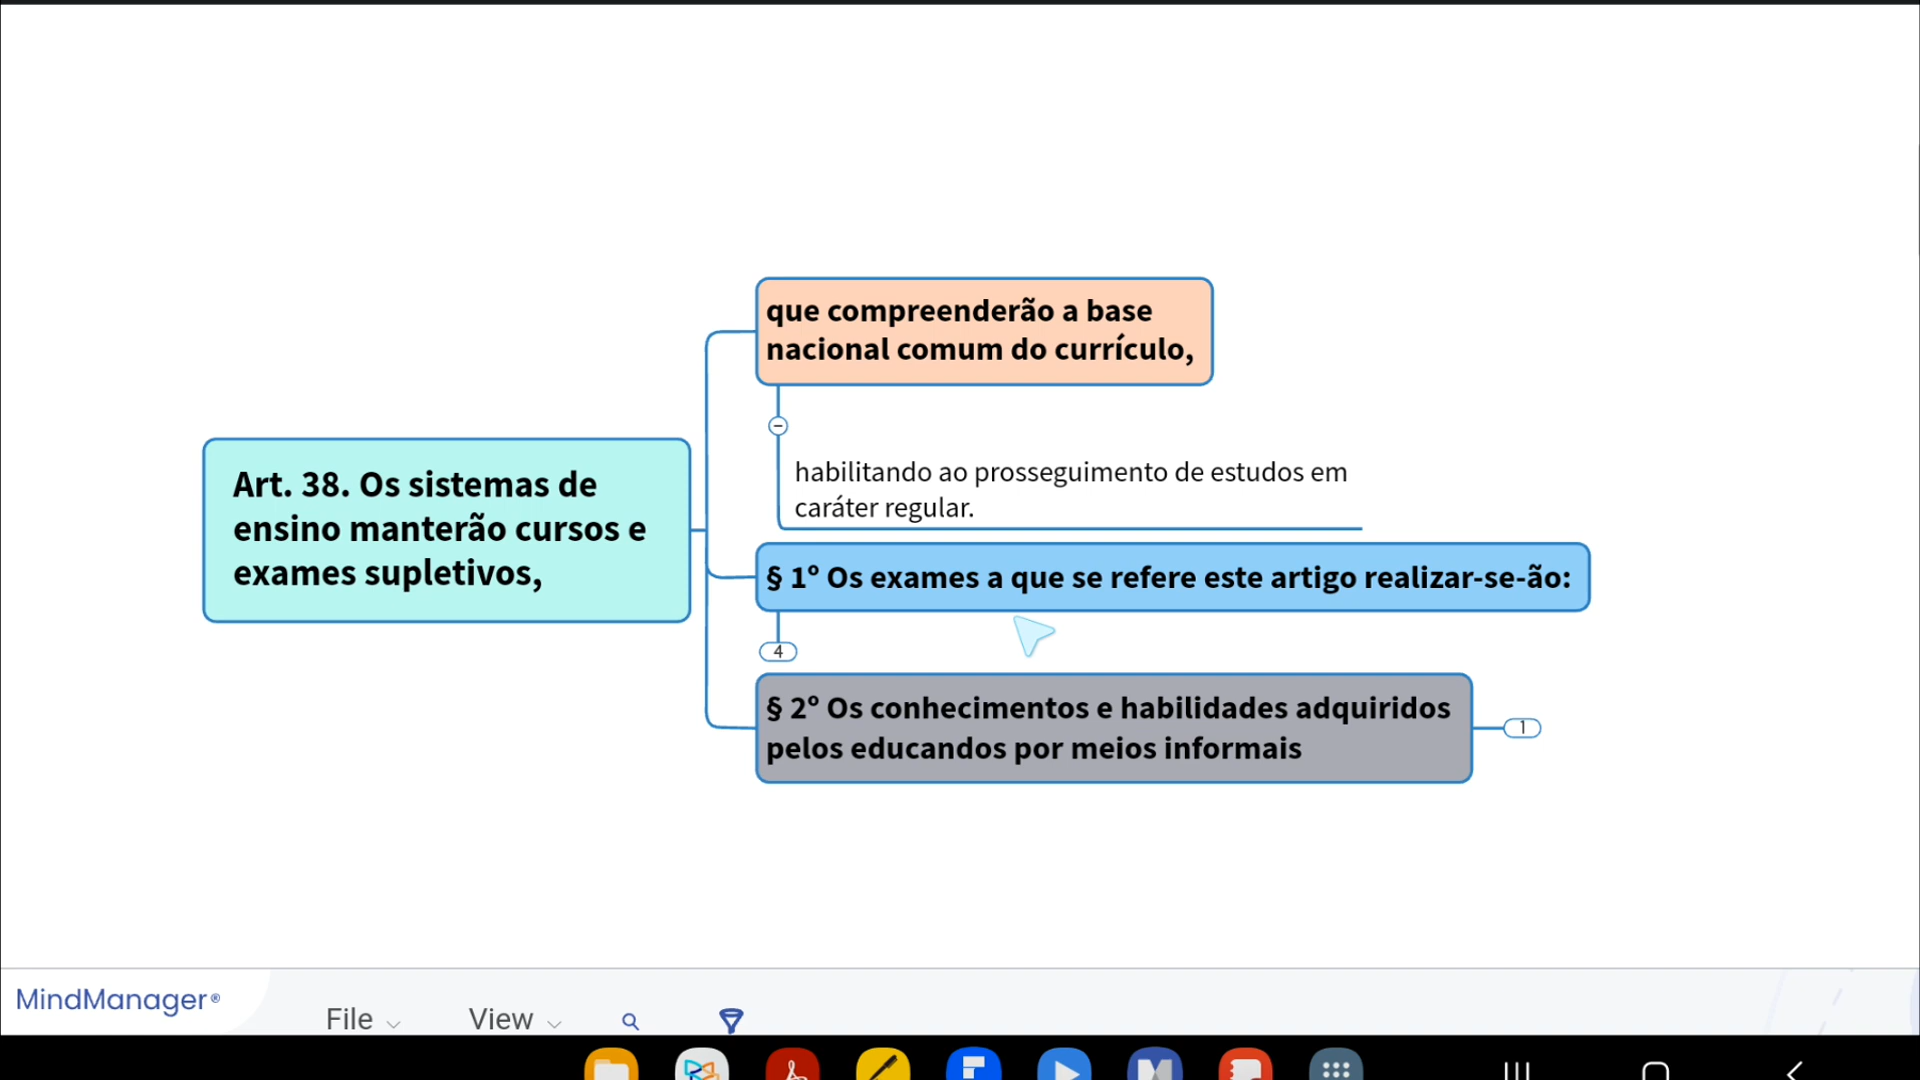 que compreenderão a base
nacional comum do currículo,
habilitando ao prosseguimento de estudos em
caráter regular.
Art. 38. Os sistemas de
ensino manterão cursos e
exames supletivos,
§ 1º Os exames a que se refere este artigo realizar-se-ão:
4
§ 2º Os conhecimentos e habilidades adquiridos
pelos educandos por meios informais
1
MindManager®
File
View